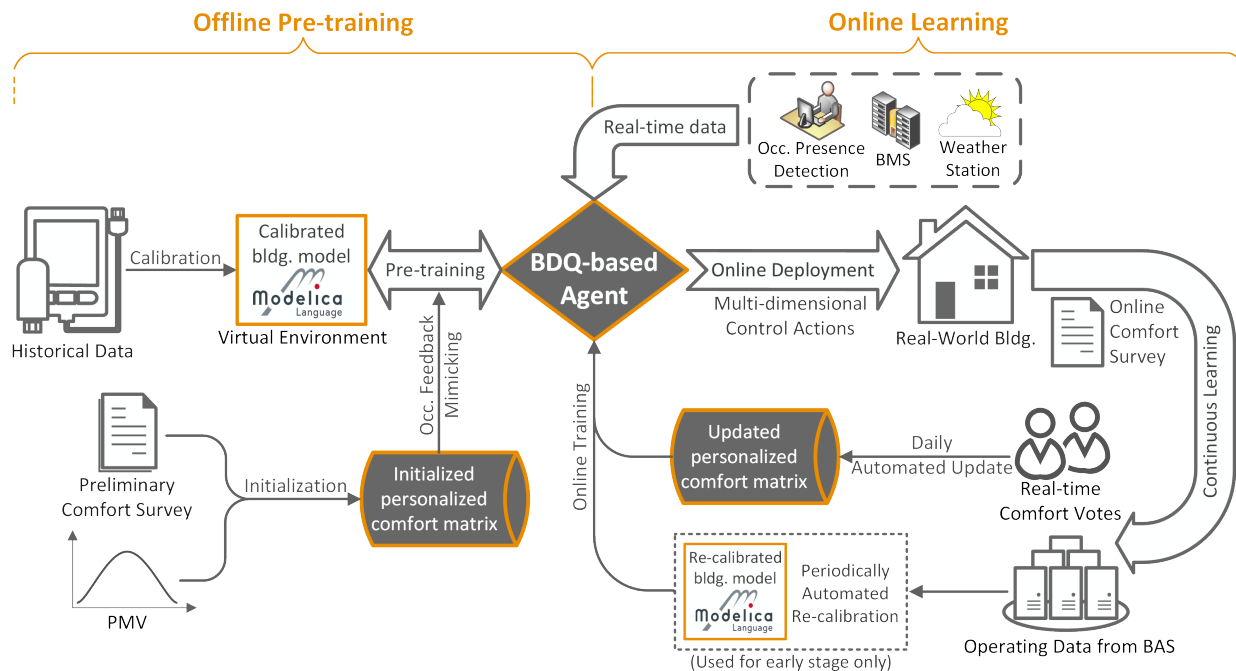 Offline Pre-training
Online Learning
Real-time data
Occ. Presence
Detection
BMS
Weather
Station
Historical Data
Calibration
Calibrated
bldg. model
Modelica
Language
Virtual Environment
Pre-training
BDQ-based
Agent
Online Deployment
Multi-dimensional
Control Actions
Real-World Bldg.
Online
Comfort
Survey
Continuous Learning
Occ. Feedback
Mimicking
Online Training
Preliminary
Comfort Survey
Initialization
Initialized
personalized
comfort matrix
PMV
Updated
personalized
comfort matrix
Daily
Automated Update
Real-time
Comfort Votes
Re-calibrated
bldg. model
Modelica
Language
Periodically
Automated
Re-calibration
(Used for early stage only)
Operating Data from BAS